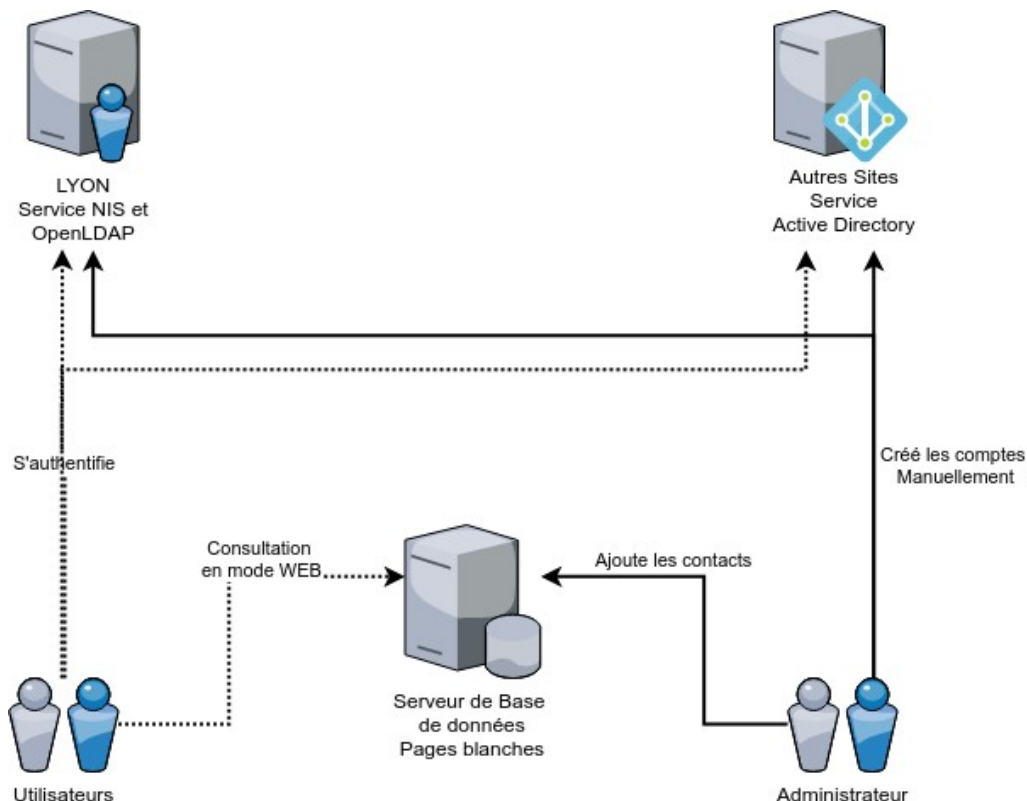 LYON
Service NIS et
OpenLDAP
Autres Sites
Service
Active Directory
S'authentifie
Créé les comptes
Manuellement
Consultation
en mode WEB
Ajoute les contacts
Serveur de Base
de données
Pages blanches
Utilisateurs
Administrateur